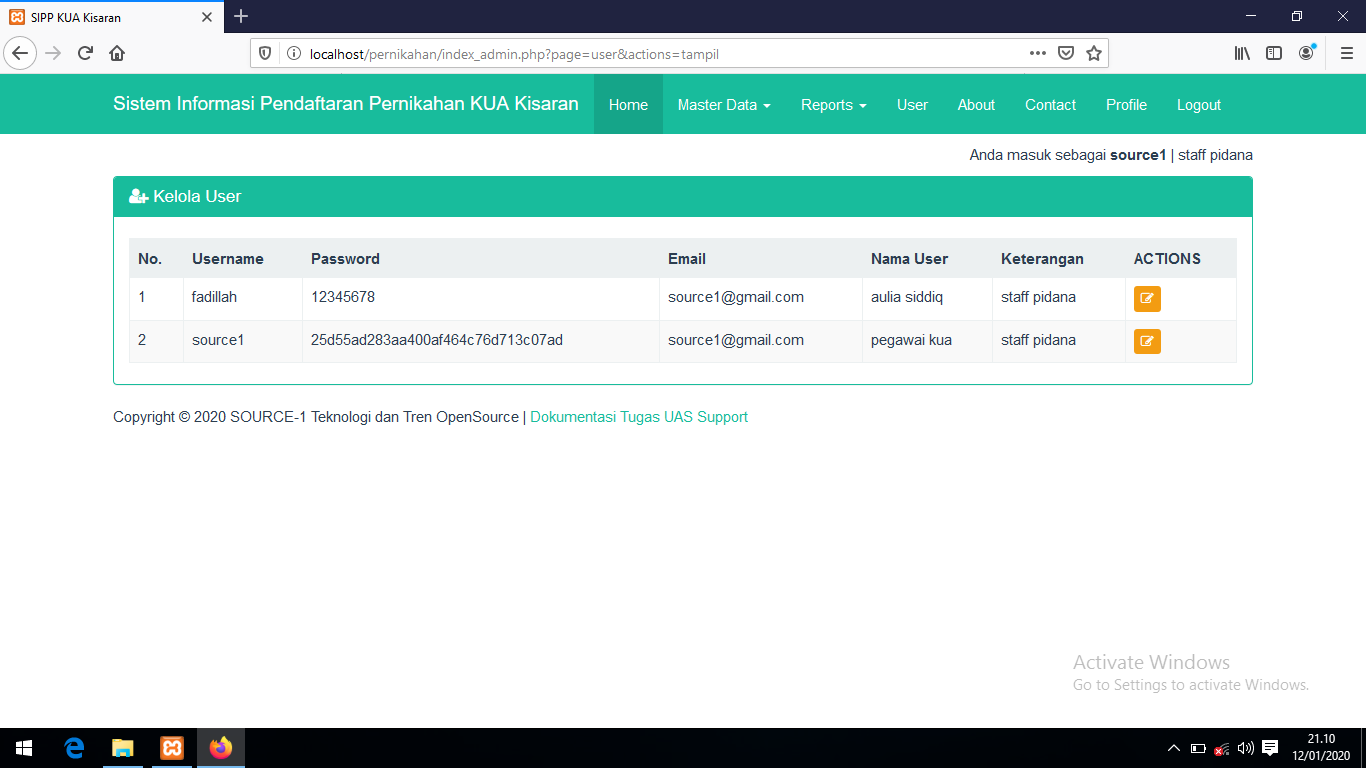 SIPP KUA Kisaran
localhost/pernikahan/index_admin.php?page=user&actions=tampil
Sistem Informasi Pendaftaran Pernikahan KUA Kisaran Home Master Data Reports User About Contact Profile Logout
Anda masuk sebagai source1 | staff pidana
Kelola User
No. Username Password Email Nama User Keterangan ACTIONS
1 fadillah 12345678 source1@gmail.com aulia siddiq staff pidana
2 source1 25d55ad283aa400af464c76d713c07ad source1@gmail.com pegawai kua staff pidana
Copyright © 2020 SOURCE-1 Teknologi dan Tren OpenSource | Dokumentasi Tugas UAS Support
Activate Windows
Go to Settings to activate Windows.
21.10
12/01/2020